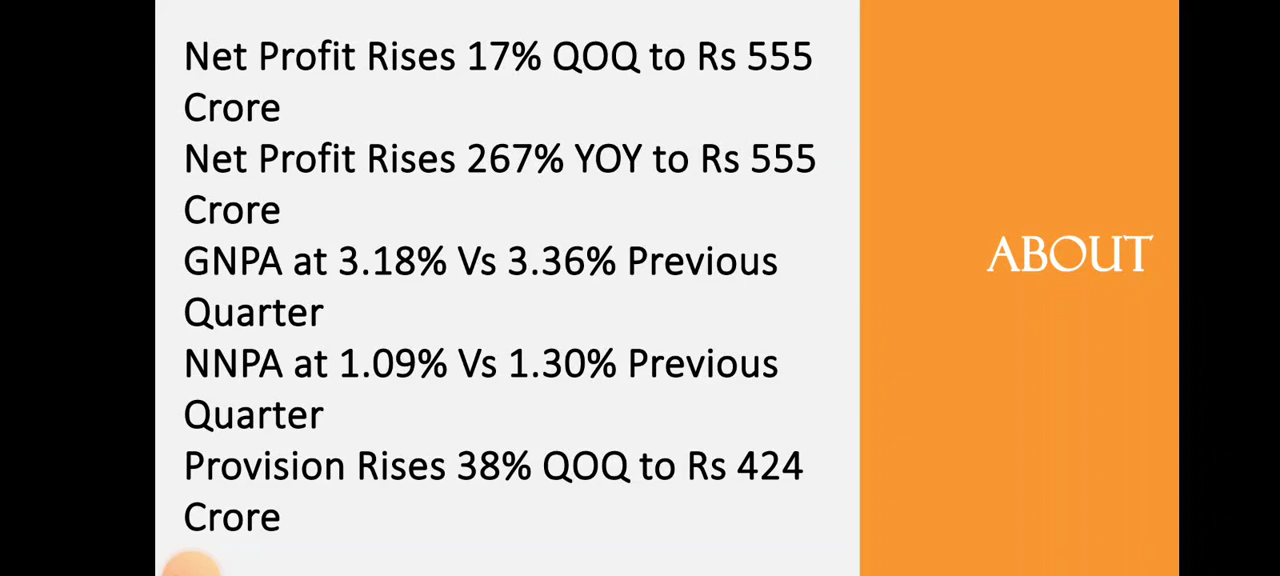 Net Profit Rises 17% QOQ to Rs 555
Crore
Net Profit Rises 267% YOY to Rs 555
Crore
GNPA at 3.18% Vs 3.36% Previous
Quarter
NNPA at 1.09% Vs 1.30% Previous
Quarter
Provision Rises 38% QOQ to Rs 424
Crore
ABOUT